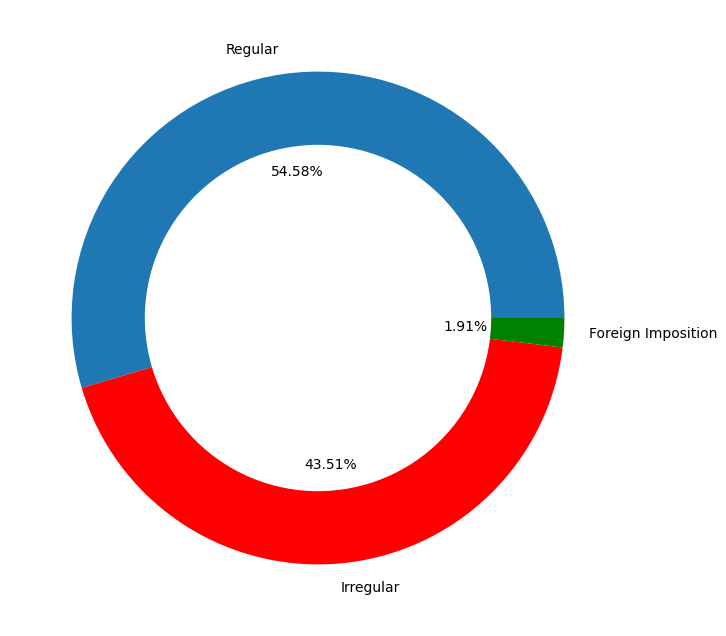 Regular
54.58%
1.91%
Foreign Imposition
43.51%
Irregular